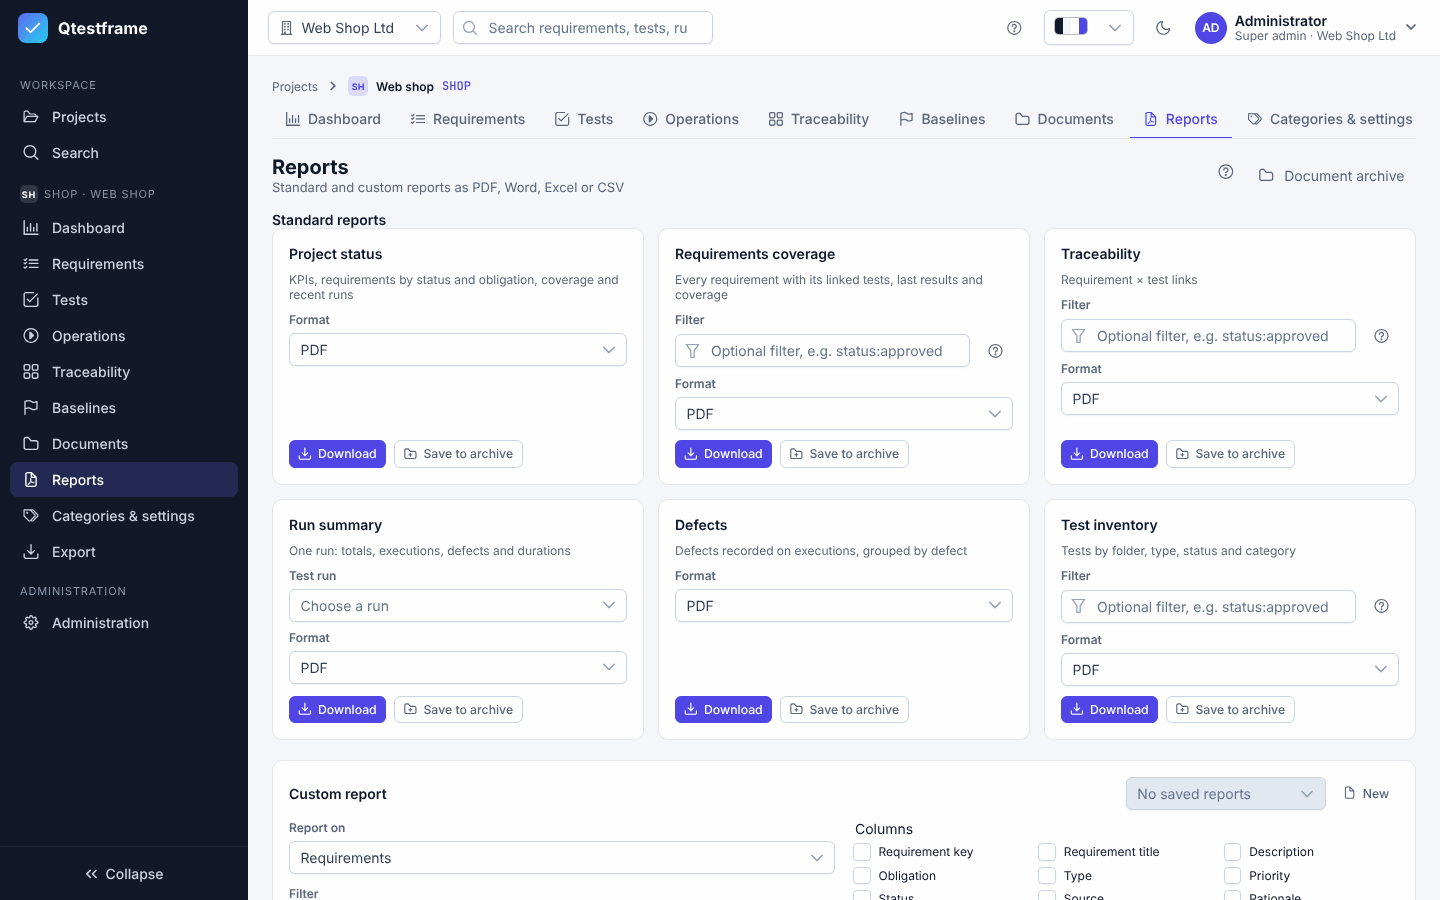 Qtestframe
Web Shop Ltd
Search requirements, tests, ru
AD
Administrator
Super admin · Web Shop Ltd
WORKSPACE
Projects
Search
SH SHOP · WEB SHOP
Dashboard
Requirements
Tests
Operations
Traceability
Baselines
Documents
Reports
Categories & settings
Export
ADMINISTRATION
Administration
Collapse
Projects
SH Web shop SHOP
Dashboard
Requirements
Tests
Operations
Traceability
Baselines
Documents
Reports
Categories & settings
Reports
Standard and custom reports as PDF, Word, Excel or CSV
Document archive
Standard reports
Project status
KPIs, requirements by status and obligation, coverage and
recent runs
Format
PDF
Download
Save to archive
Requirements coverage
Every requirement with its linked tests, last results and
coverage
Filter
Optional filter, e.g. status:approved
Format
PDF
Download
Save to archive
Traceability
Requirement × test links
Filter
Optional filter, e.g. status:approved
Format
PDF
Download
Save to archive
Run summary
One run: totals, executions, defects and durations
Test run
Choose a run
Format
PDF
Download
Save to archive
Defects
Defects recorded on executions, grouped by defect
Format
PDF
Download
Save to archive
Test inventory
Tests by folder, type, status and category
Filter
Optional filter, e.g. status:approved
Format
PDF
Download
Save to archive
Custom report
No saved reports
New
Report on
Requirements
Filter
Columns
Requirement key
Requirement title
Description
Obligation
Type
Priority
Status
Source
Rationale